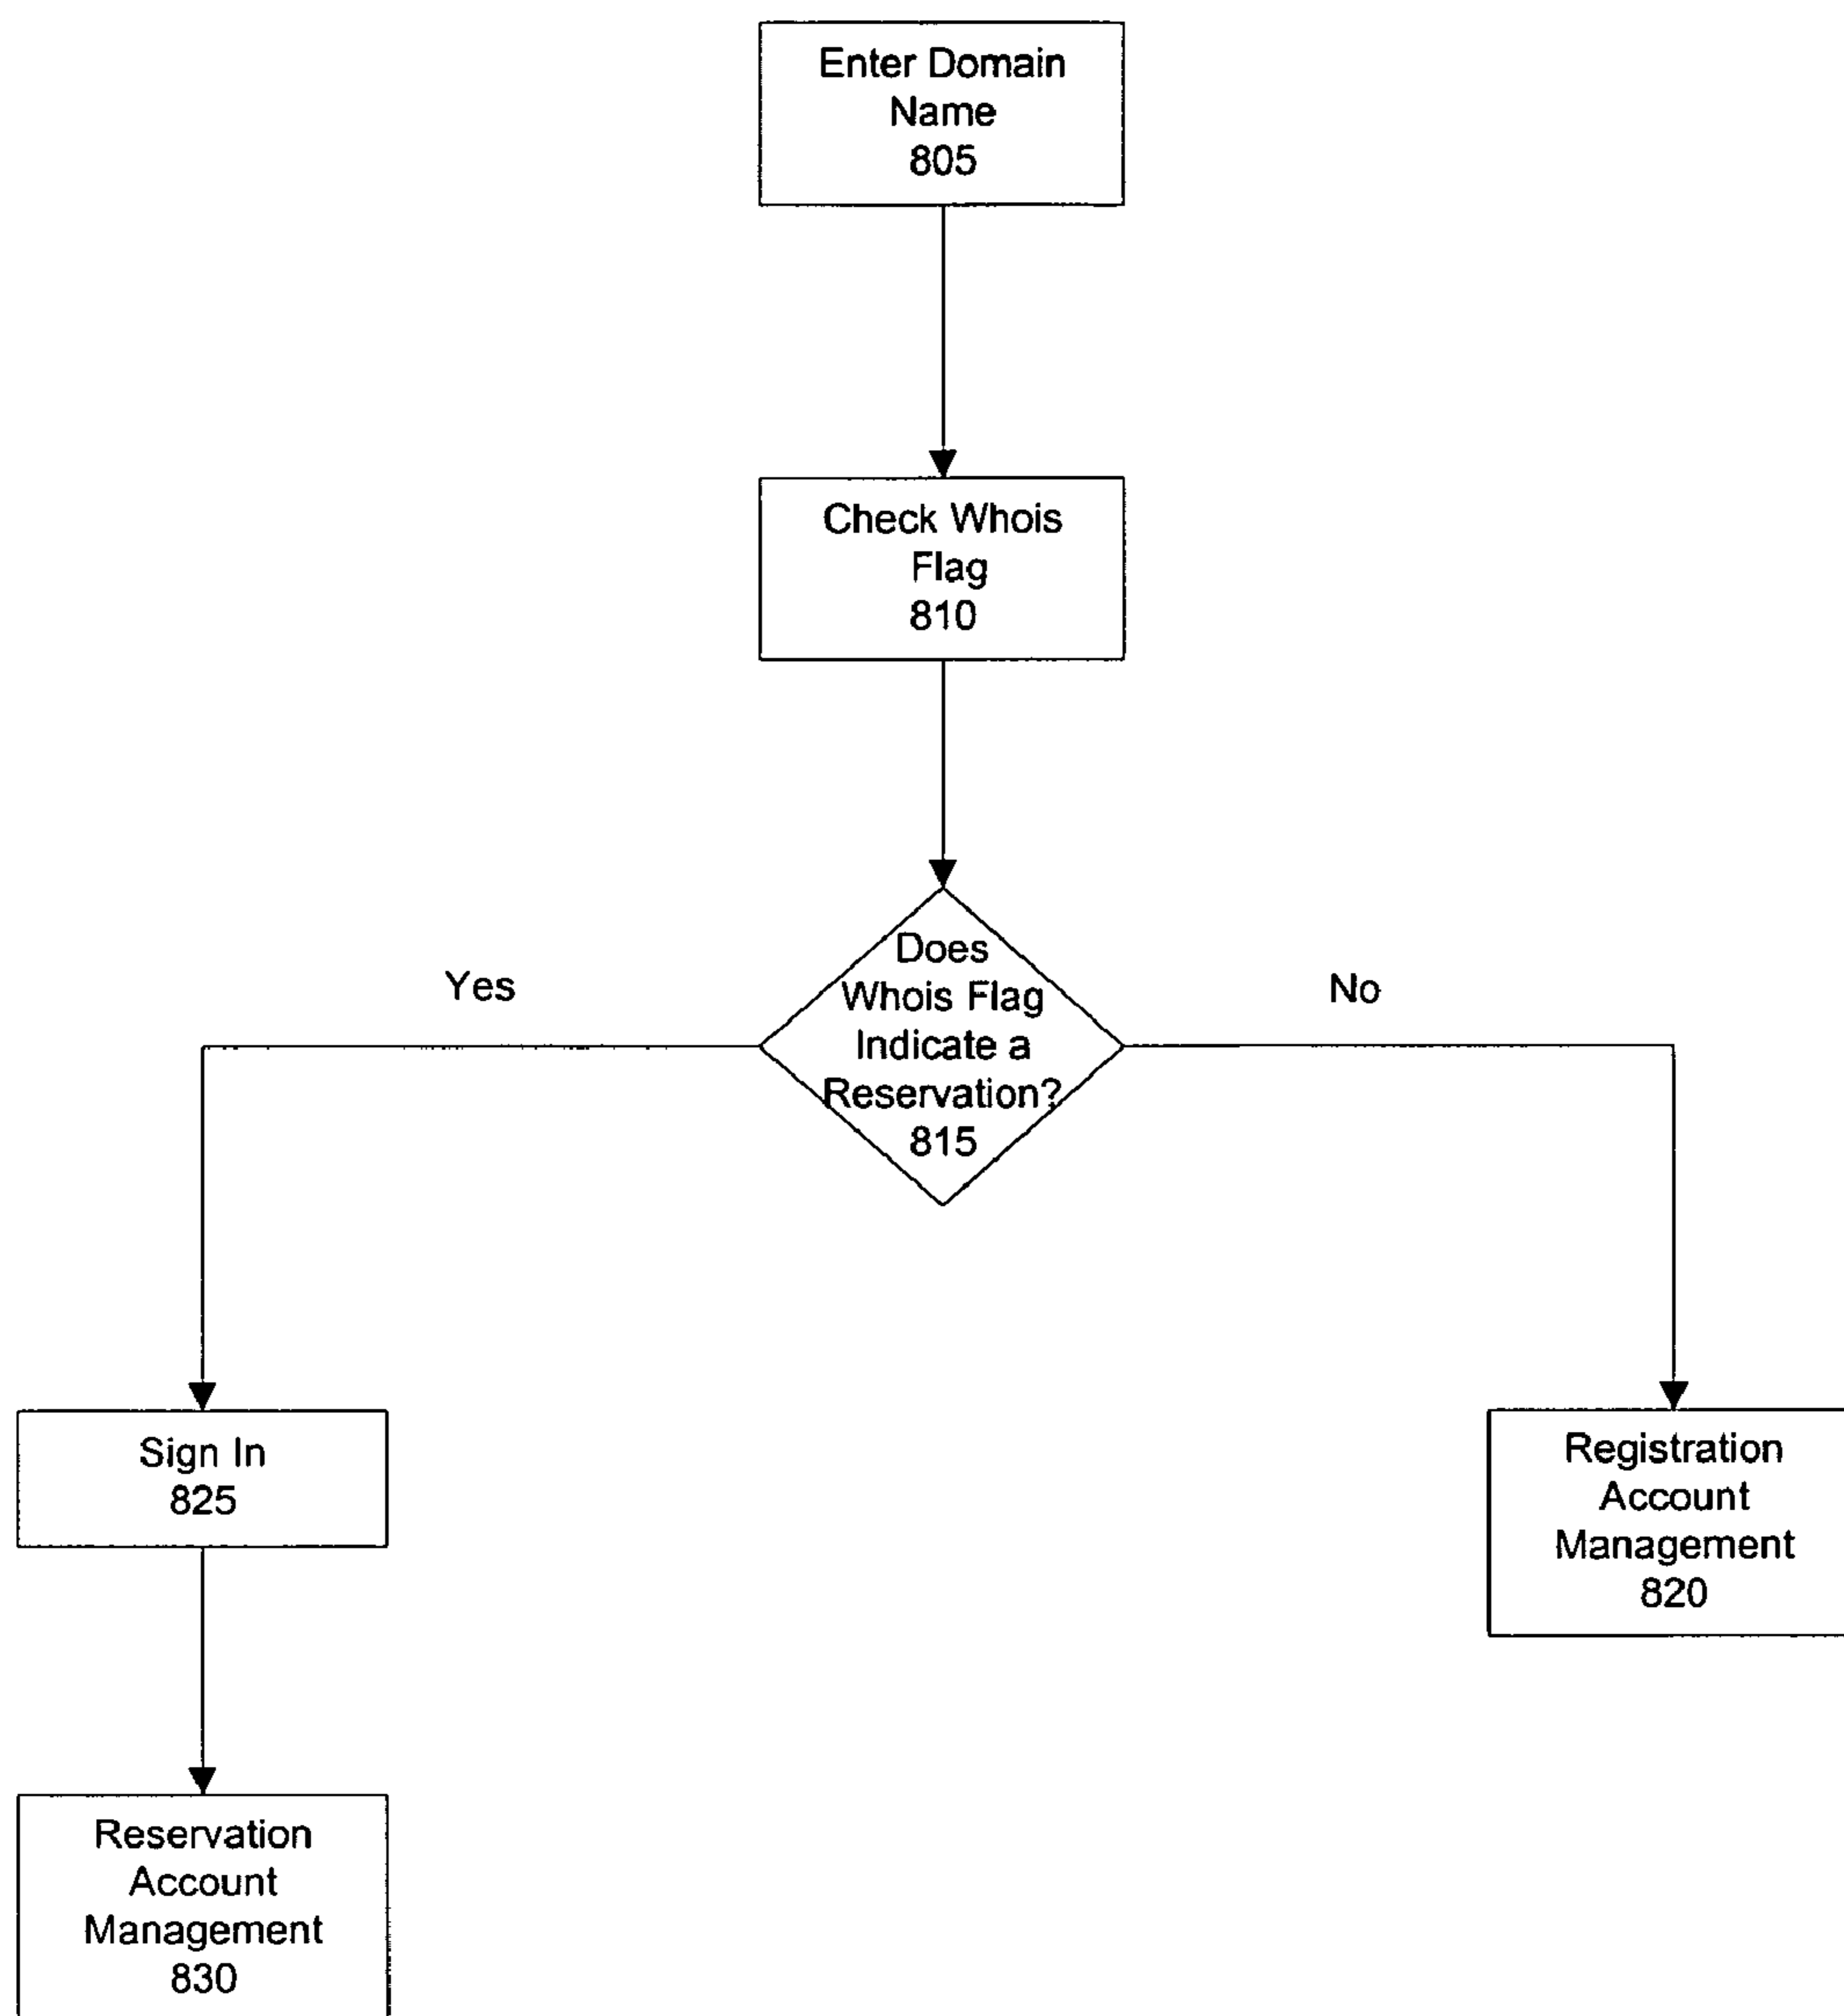 Enter Domain
Name
805
Check Whois
Flag
810
Does
Whois Flag
Indicate a
Reservation?
815
Yes
No
Sign In
825
Registration
Account
Management
820
Reservation
Account
Management
830